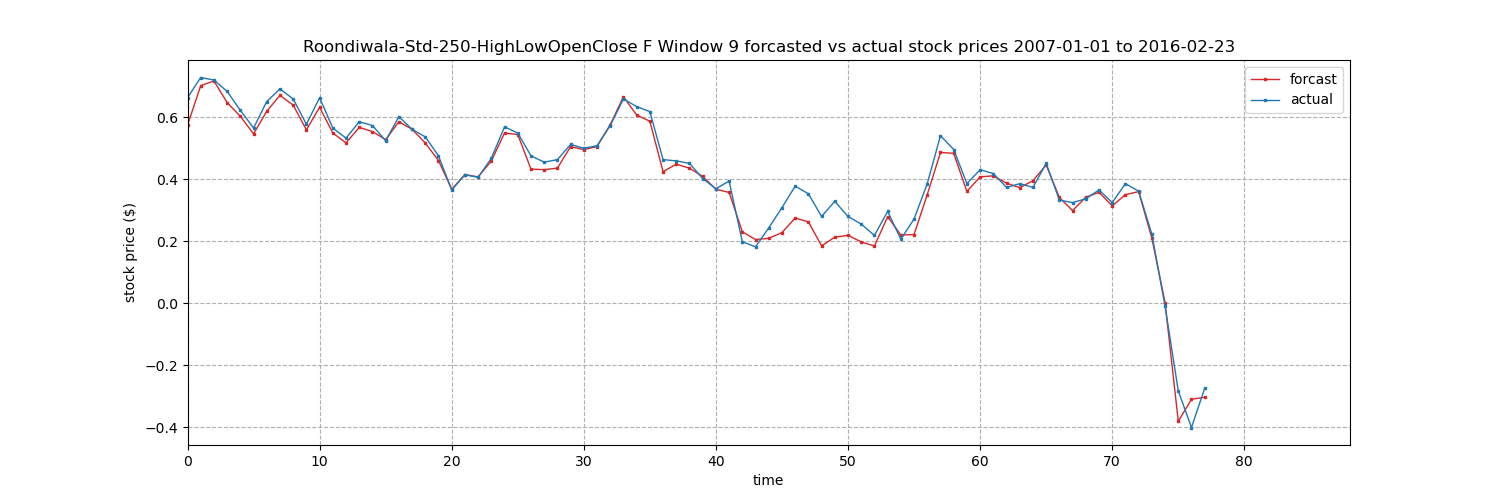 Roondiwala-Std-250-HighLowOpenClose F Window 9 forcasted vs actual stock prices 2007-01-01 to 2016-02-23
forcast
actual
stock price ($)
0.6
0.4
0.2
0.0
−0.2
−0.4
0 10 20 30 40 50 60 70 80
time